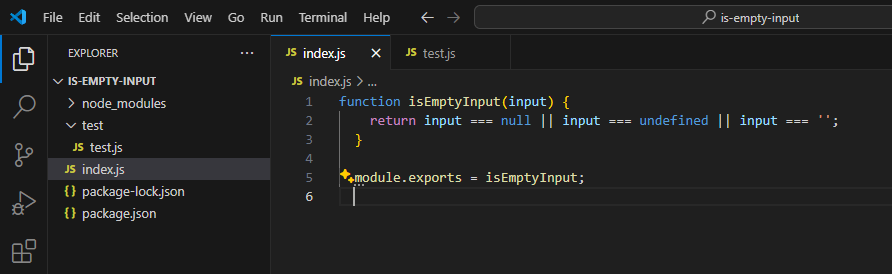 File Edit Selection View Go Run Terminal Help
is-empty-input
EXPLORER
IS-EMPTY-INPUT
node_modules
test
JS test.js
JS index.js
{} package-lock.json
{} package.json
JS index.js
JS test.js
JS index.js > ...
1 function isEmptyInput(input) {
2 return input === null || input === undefined || input === '';
3 }
4
5 module.exports = isEmptyInput;
6